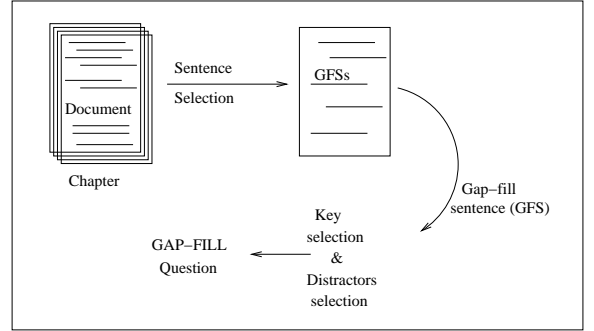 Sentence
Selection
Document
Chapter
GFSs
Gap−fill
sentence (GFS)
Key
selection
&
Distractors
selection
GAP−FILL
Question